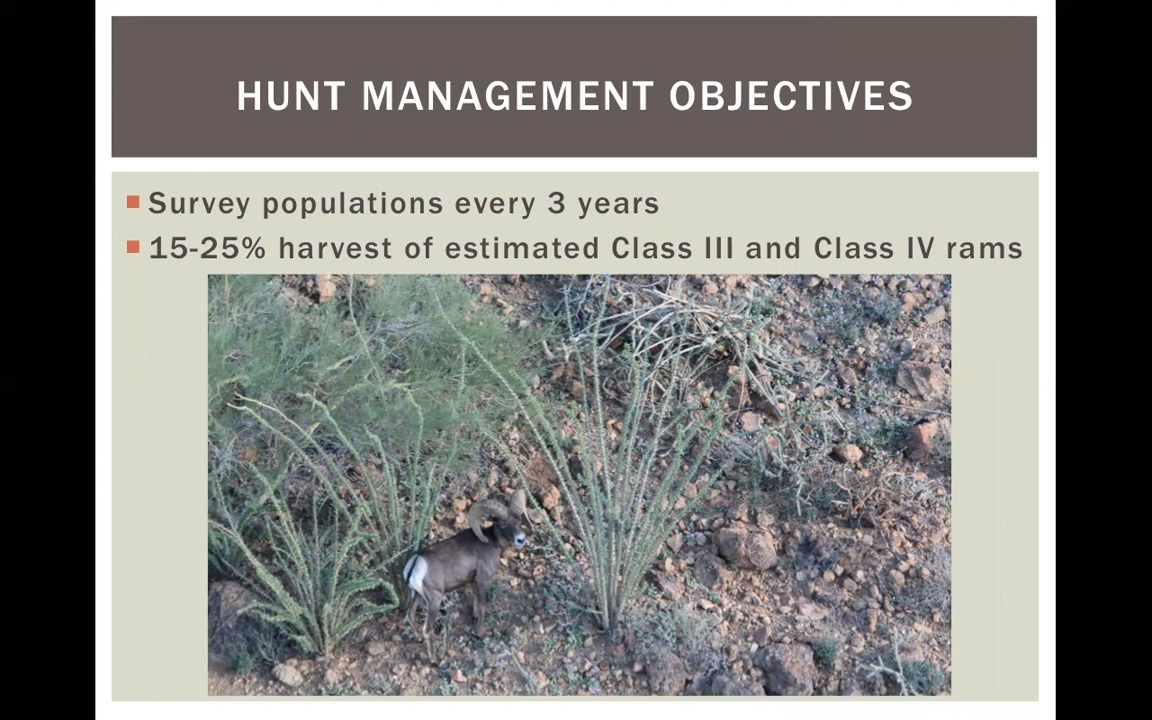 HUNT MANAGEMENT OBJECTIVES
Survey populations every 3 years
15-25% harvest of estimated Class III and Class IV rams